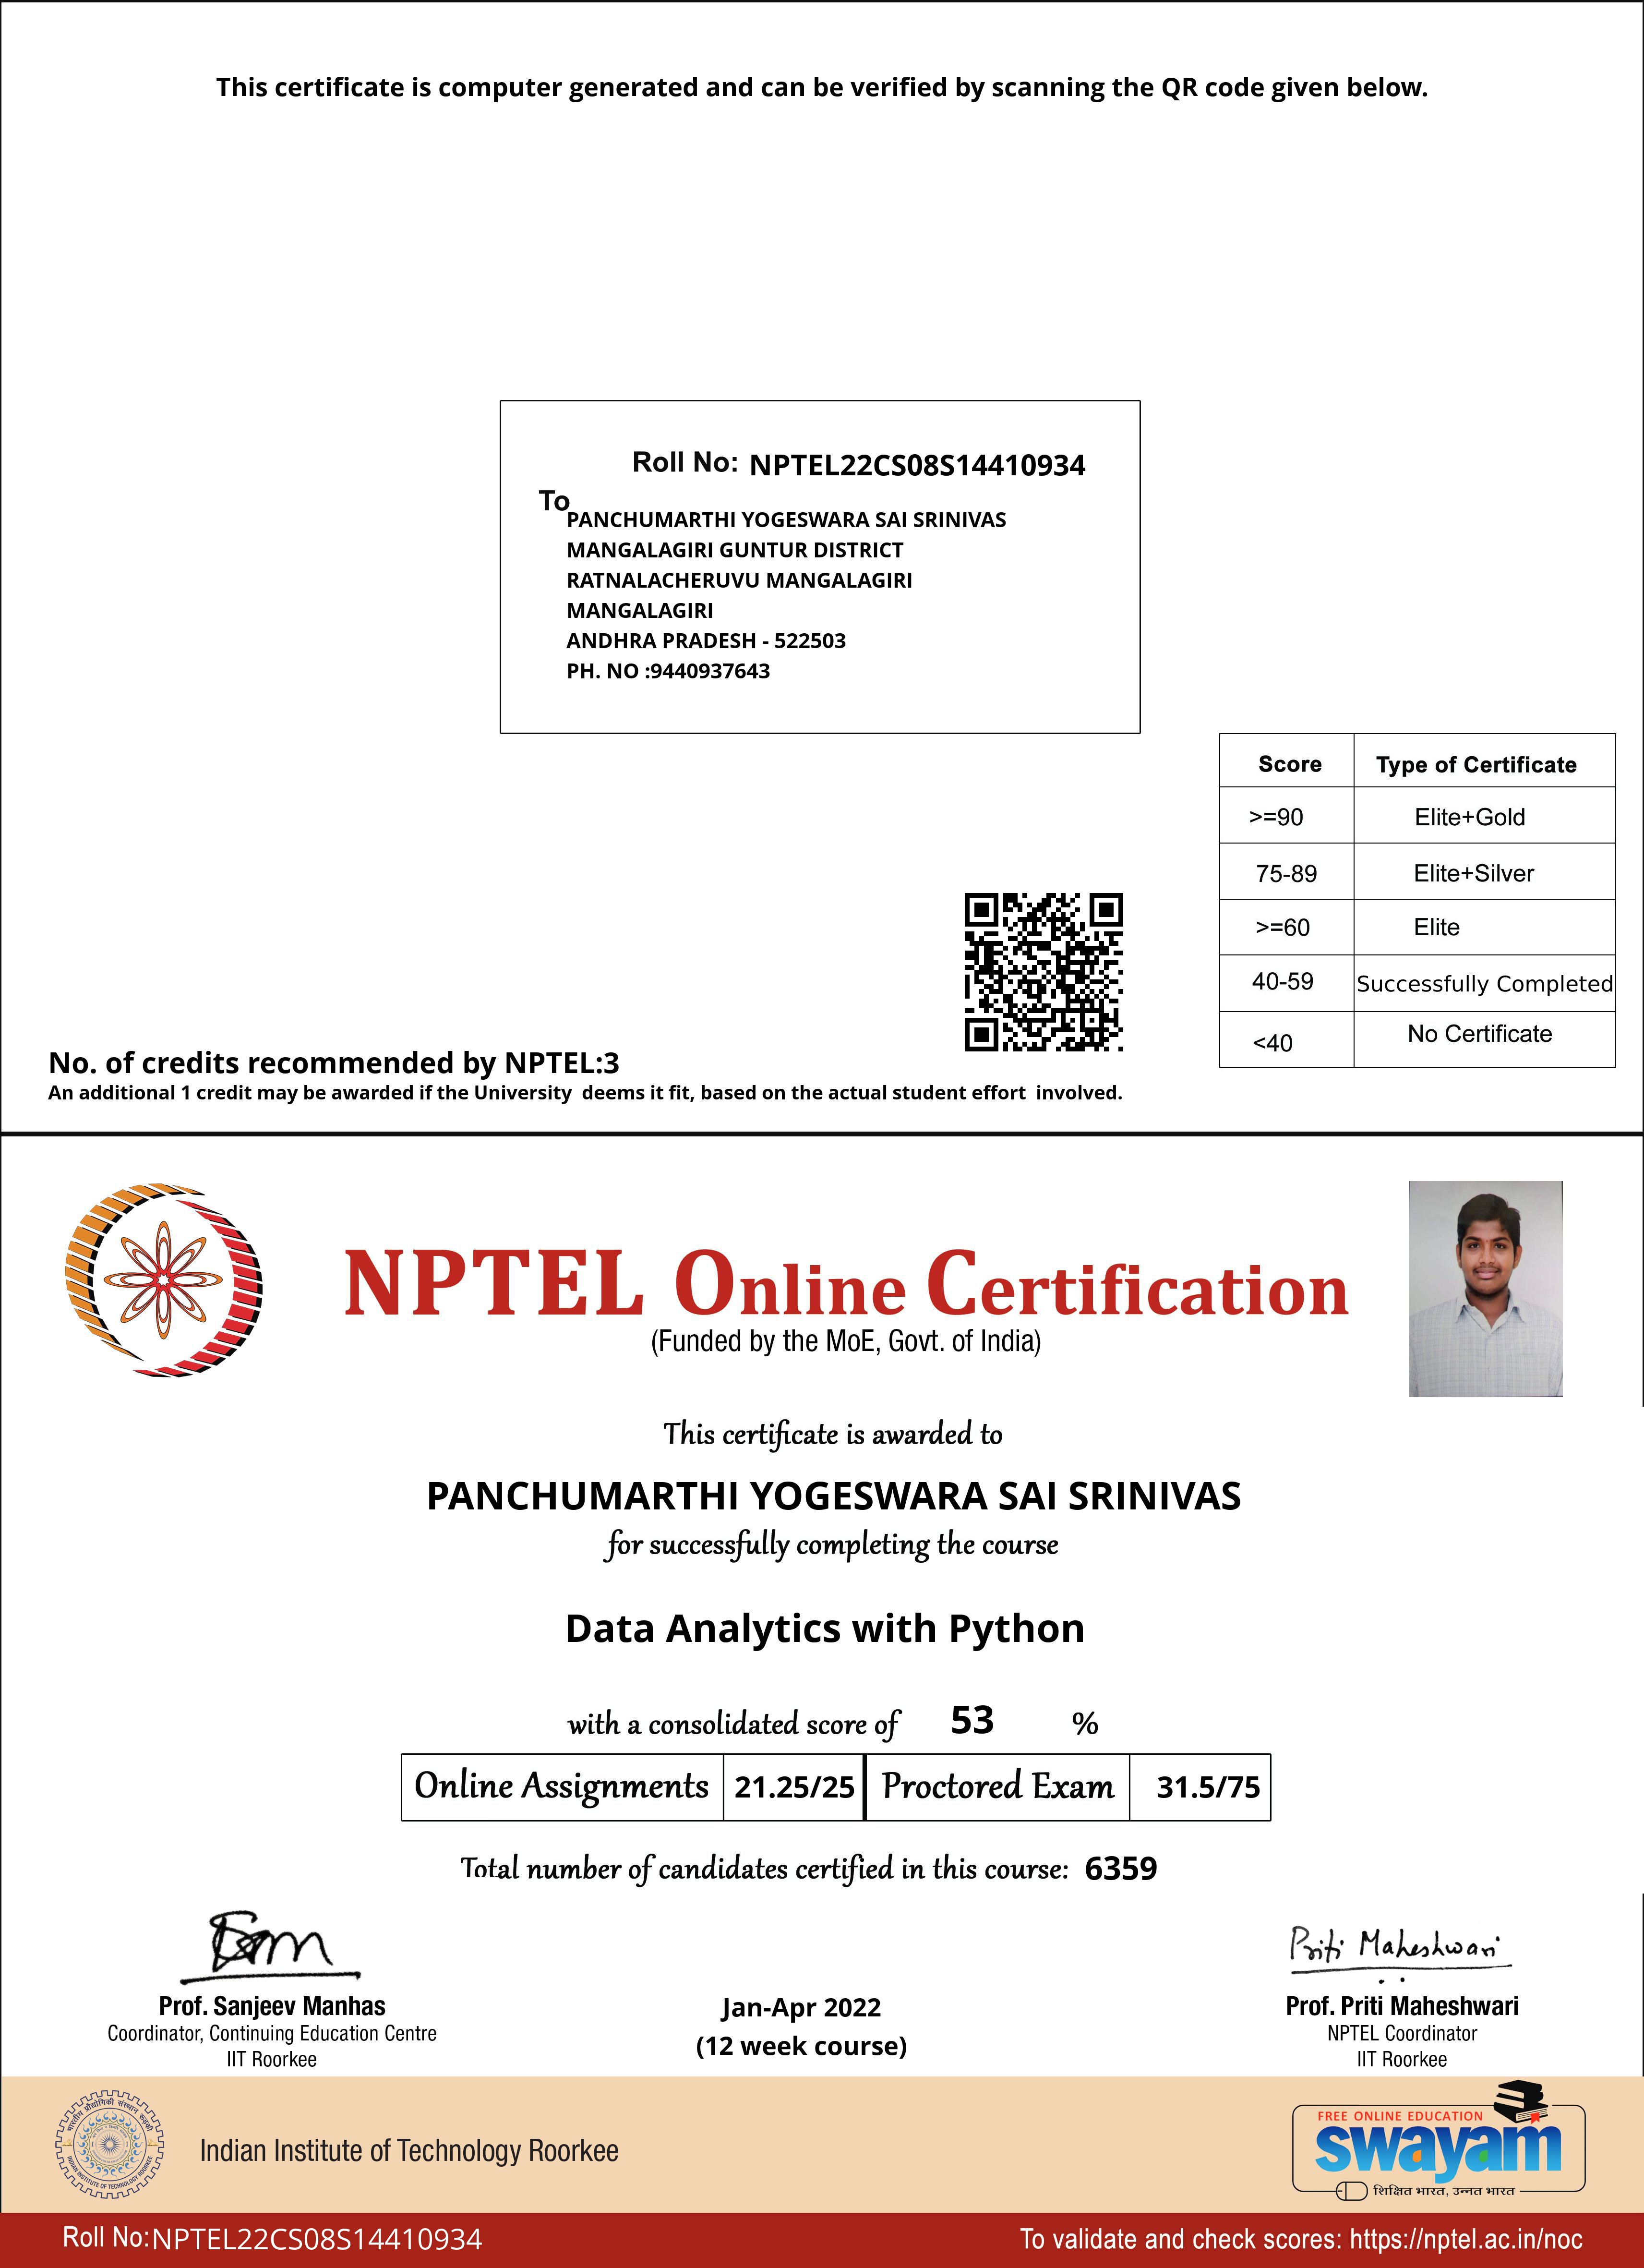 This certificate is computer generated and can be verified by scanning the QR code given below.
Roll No: NPTEL22CS08S14410934
To
PANCHUMARTHI YOGESWARA SAI SRINIVAS
MANGALAGIRI GUNTUR DISTRICT
RATNALACHERUVU MANGALAGIRI
MANGALAGIRI
ANDHRA PRADESH - 522503
PH. NO :9440937643
Score Type of Certificate
>=90 Elite+Gold
75-89 Elite+Silver
>=60 Elite
40-59 Successfully Completed
<40 No Certificate
No. of credits recommended by NPTEL:3
An additional 1 credit may be awarded if the University deems it fit, based on the actual student effort involved.
NPTEL Online Certification
(Funded by the MoE, Govt. of India)
This certificate is awarded to
PANCHUMARTHI YOGESWARA SAI SRINIVAS
for successfully completing the course
Data Analytics with Python
with a consolidated score of 53 %
Online Assignments 21.25/25 Proctored Exam 31.5/75
Total number of candidates certified in this course: 6359
Priti Maheshwari
Prof. Sanjeev Manhas
Coordinator, Continuing Education Centre
IIT Roorkee
Jan-Apr 2022
(12 week course)
Prof. Priti Maheshwari
NPTEL Coordinator
IIT Roorkee
भारतीय प्रौद्योगिकी संस्थान रुड़की
INDIAN INSTITUTE OF TECHNOLOGY ROORKEE
Indian Institute of Technology Roorkee
FREE ONLINE EDUCATION
swayam
शिक्षित भारत, उन्नत भारत
Roll No:NPTEL22CS08S14410934
To validate and check scores: https://nptel.ac.in/noc